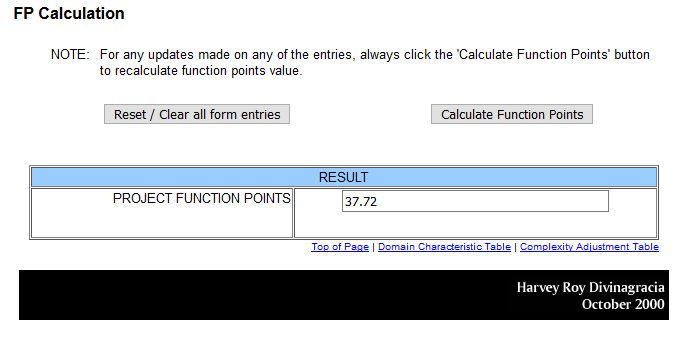 FP Calculation
NOTE: For any updates made on any of the entries, always click the 'Calculate Function Points' button
to recalculate function points value.
Reset / Clear all form entries Calculate Function Points
RESULT
PROJECT FUNCTION POINTS 37.72
Top of Page | Domain Characteristic Table | Complexity Adjustment Table
Harvey Roy Divinagracia
October 2000